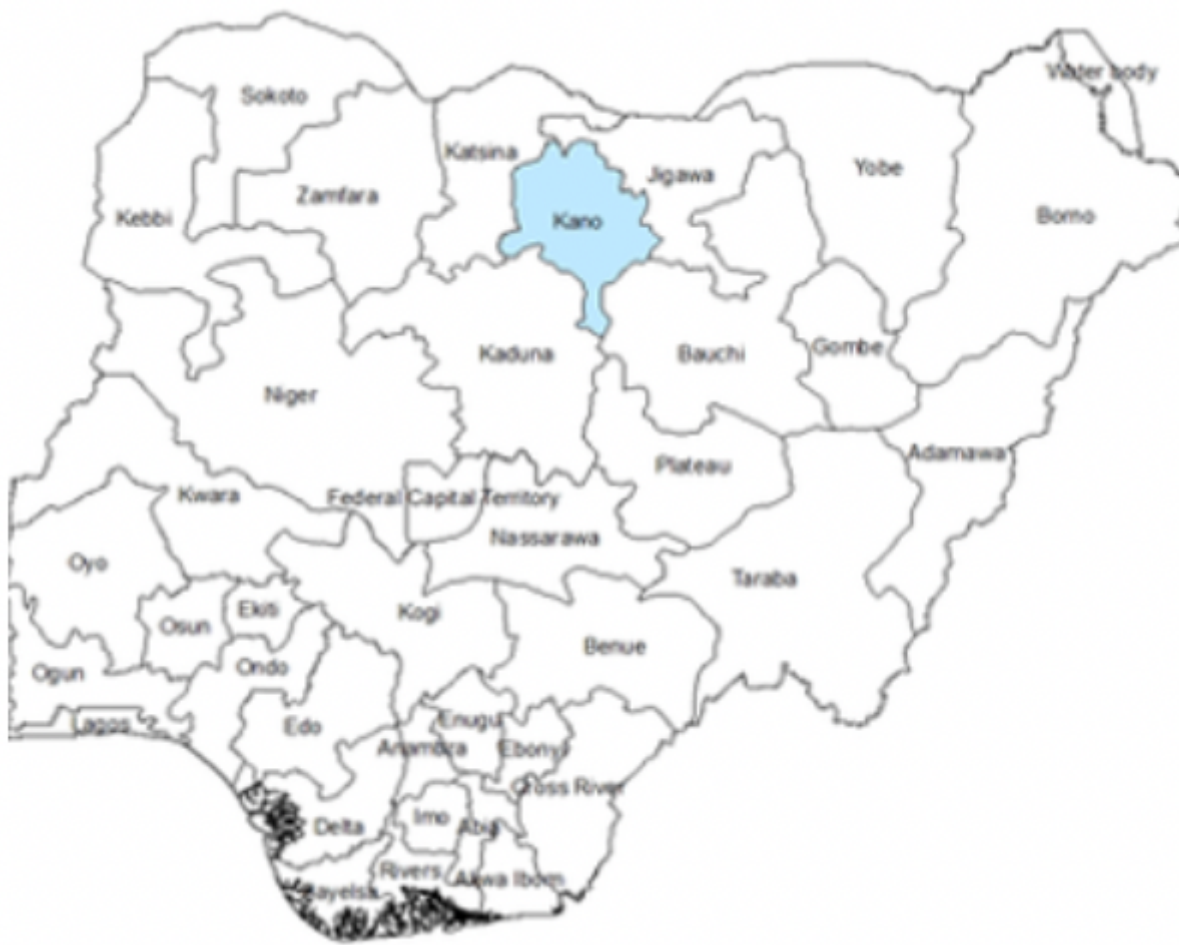 Water body
Sokoto
Katsina
Jigawa
Yobe
Zamfara
Kebbi
Kano
Borno
Kaduna
Bauchi
Gombe
Niger
Adamawa
Plateau
Kwara
Federal Capital Territory
Nassarawa
Oyo
Taraba
Ekiti
Kogi
Osun
Benue
Ondo
Ogun
Lagos
Edo
Enugu
Anambra
Ebonyi
Cross River
Imo
Abia
Delta
Rivers
Akwa Ibom
Bayelsa